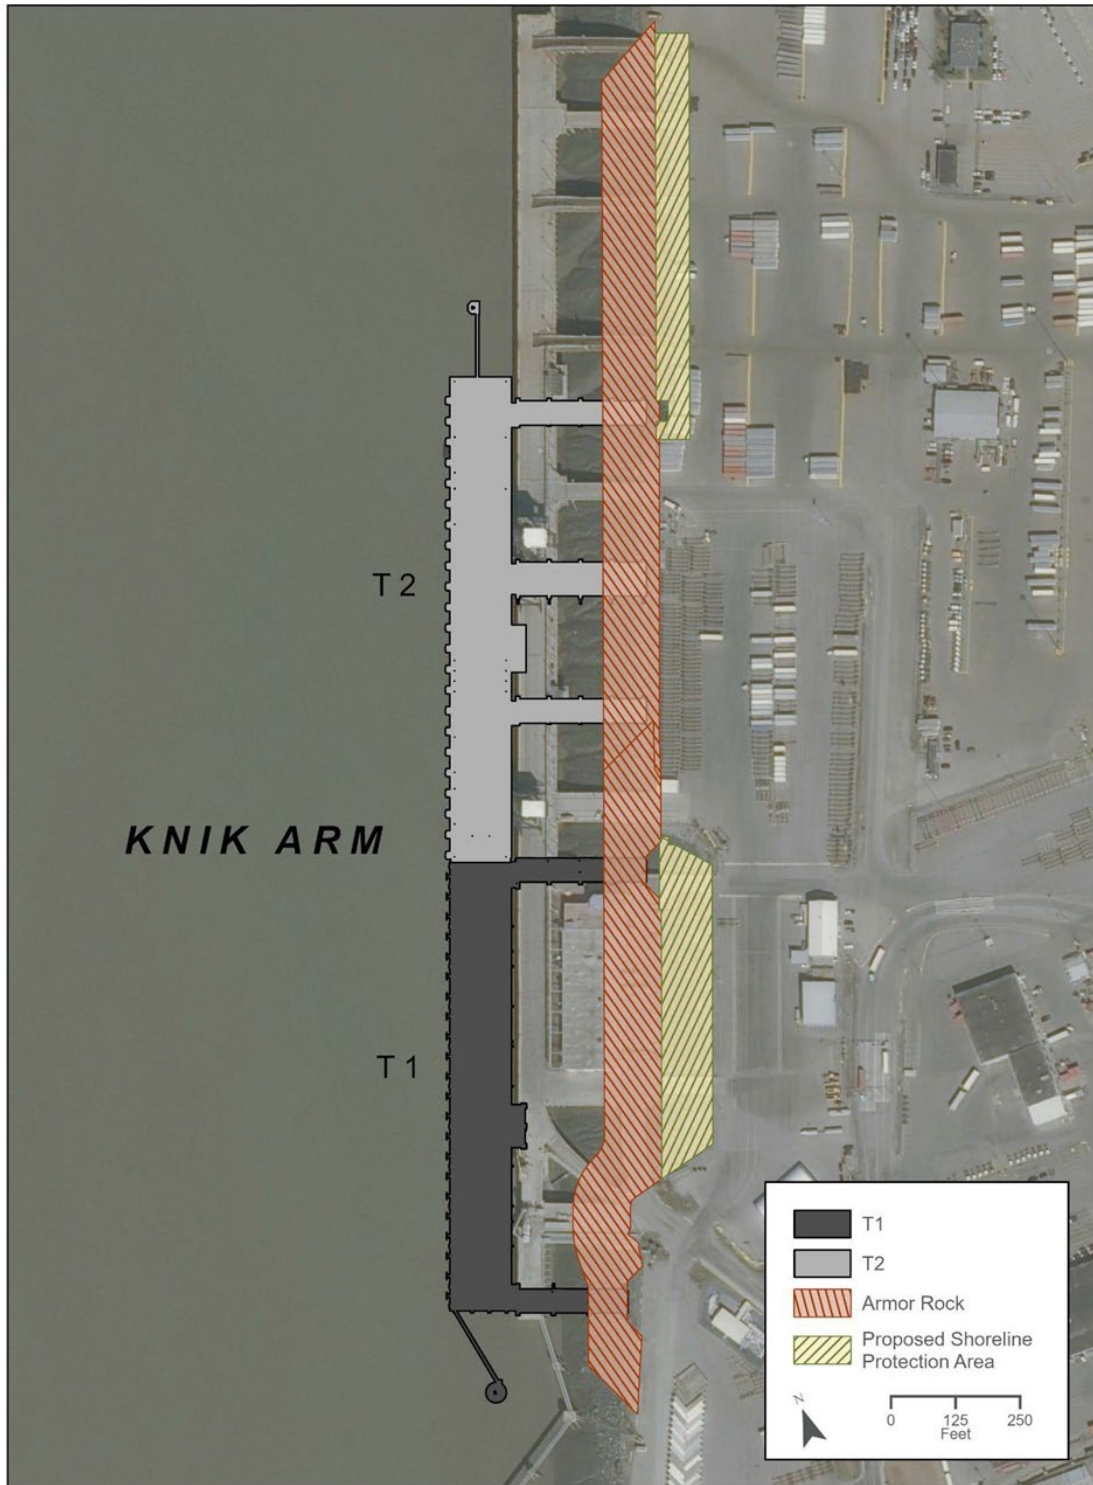 T 2
KNIK ARM
T 1
T1
T2
Armor Rock
Proposed Shoreline
Protection Area
N
0 125 250
Feet